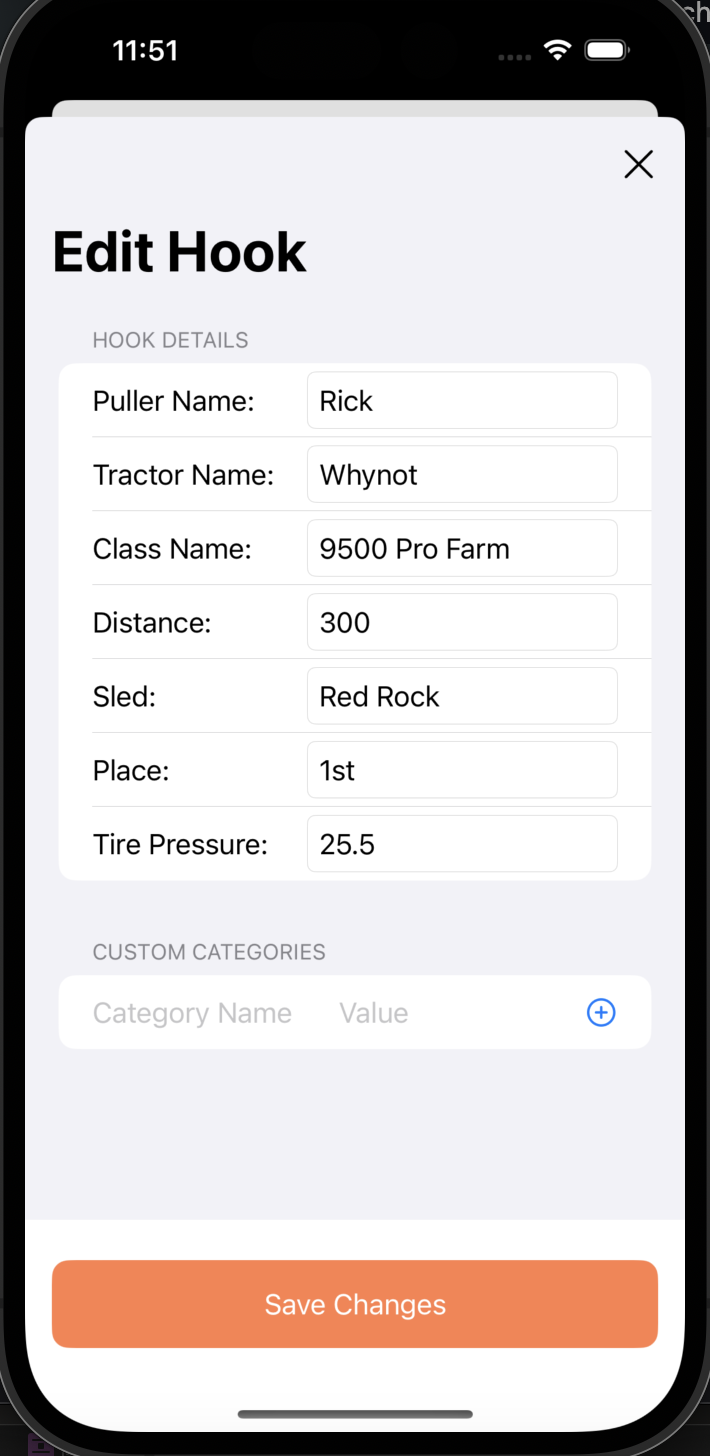 ch
11:51
Edit Hook
HOOK DETAILS
Puller Name: Rick
Tractor Name: Whynot
Class Name: 9500 Pro Farm
Distance: 300
Sled: Red Rock
Place: 1st
Tire Pressure: 25.5
CUSTOM CATEGORIES
Category Name Value
Save Changes